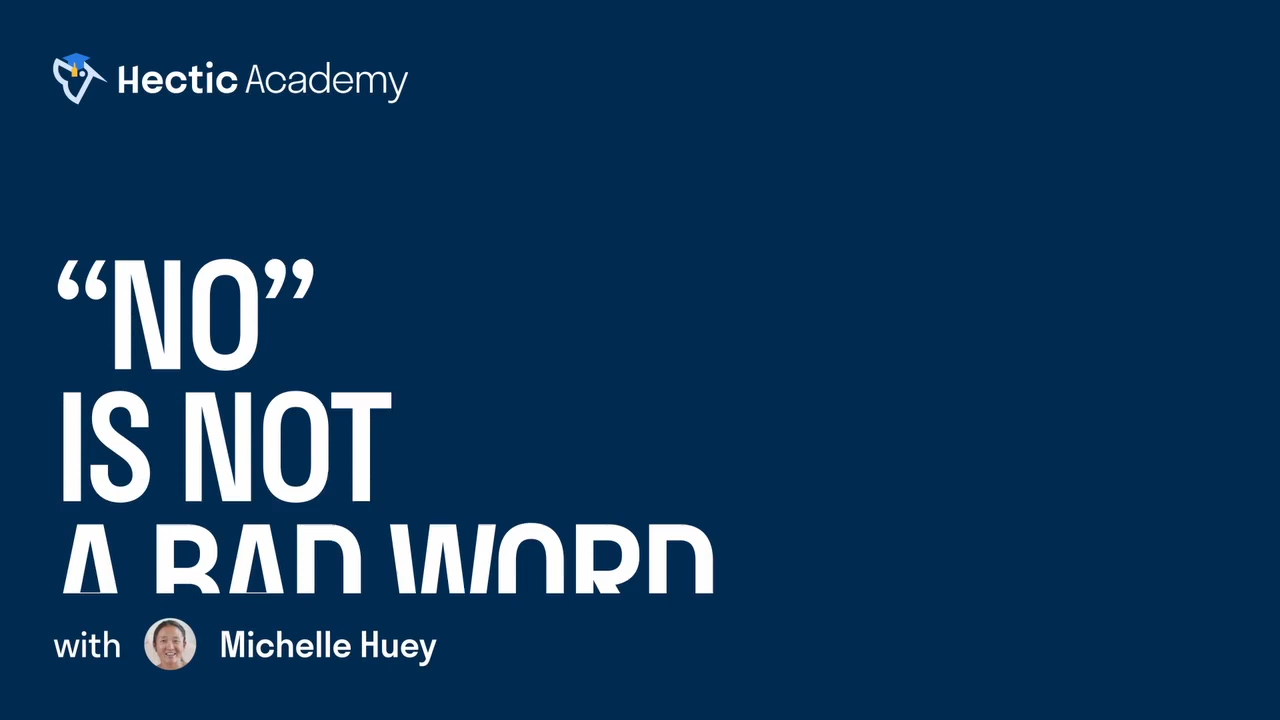 Hectic Academy
“NO”
IS NOT
A BAD WORD
with Michelle Huey